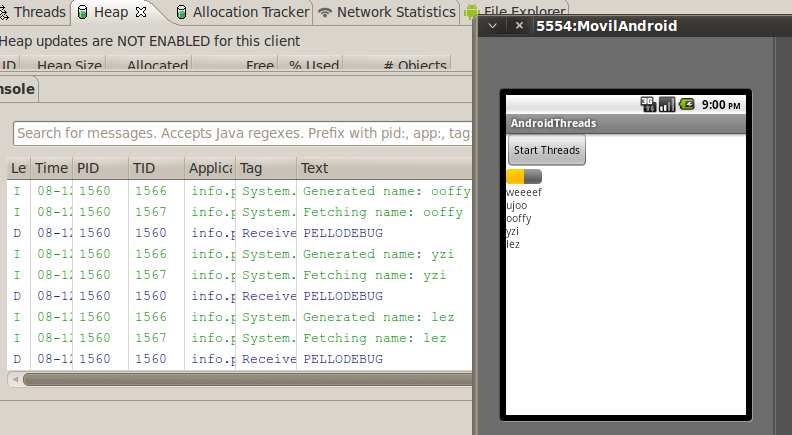 Threads Heap Allocation Tracker Network Statistics File Explorer
Heap updates are NOT ENABLED for this client
ID Heap Size Allocated Free % Used # Objects
nsole
Search for messages. Accepts Java regexes. Prefix with pid:, app:, tag:
Le Time PID TID Applica Tag Text
I 08-12 1560 1566 info.p System. Generated name: ooffy
I 08-12 1560 1567 info.p System. Fetching name: ooffy
D 08-12 1560 1560 info.p Receive PELLODEBUG
I 08-12 1560 1566 info.p System. Generated name: yzi
I 08-12 1560 1567 info.p System. Fetching name: yzi
D 08-12 1560 1560 info.p Receive PELLODEBUG
I 08-12 1560 1566 info.p System. Generated name: lez
I 08-12 1560 1567 info.p System. Fetching name: lez
D 08-12 1560 1560 info.p Receive PELLODEBUG
5554:MovilAndroid
3G 9:00 PM
AndroidThreads
Start Threads
weeeef
ujoo
ooffy
yzi
lez